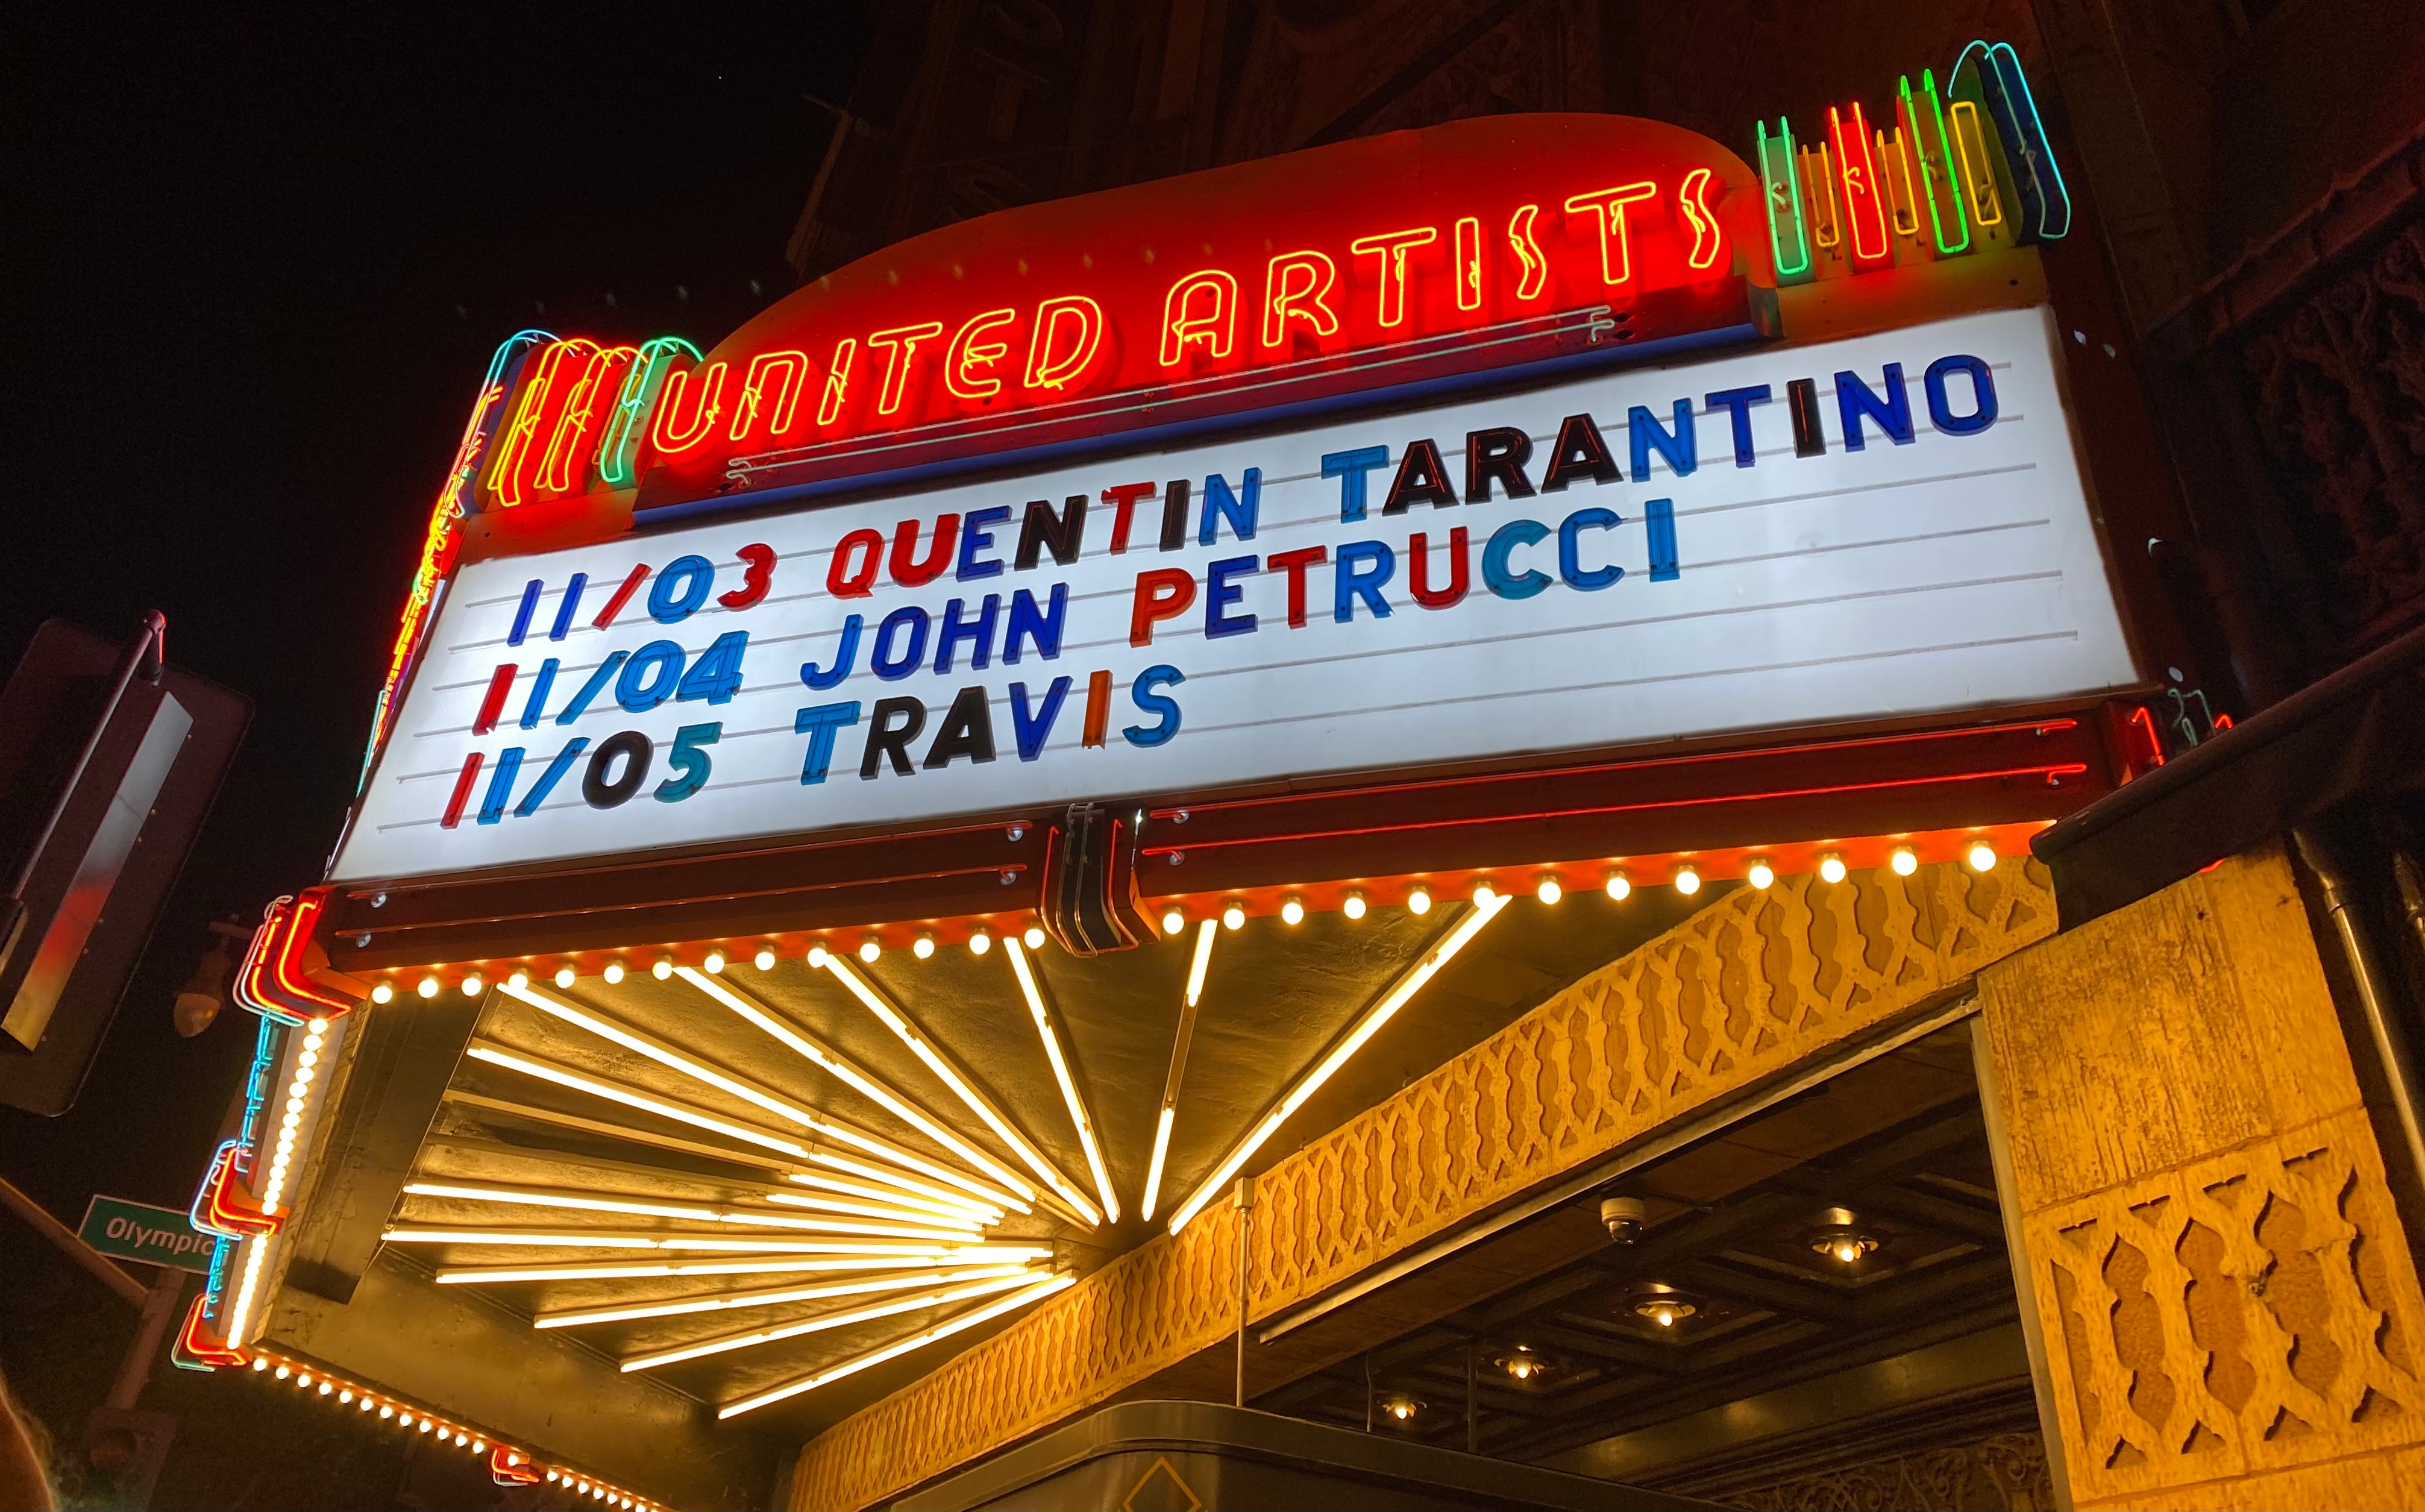 UNITED ARTISTS
11/03 QUENTIN TARANTINO
11/04 JOHN PETRUCCI
11/05 TRAVIS
Olympic